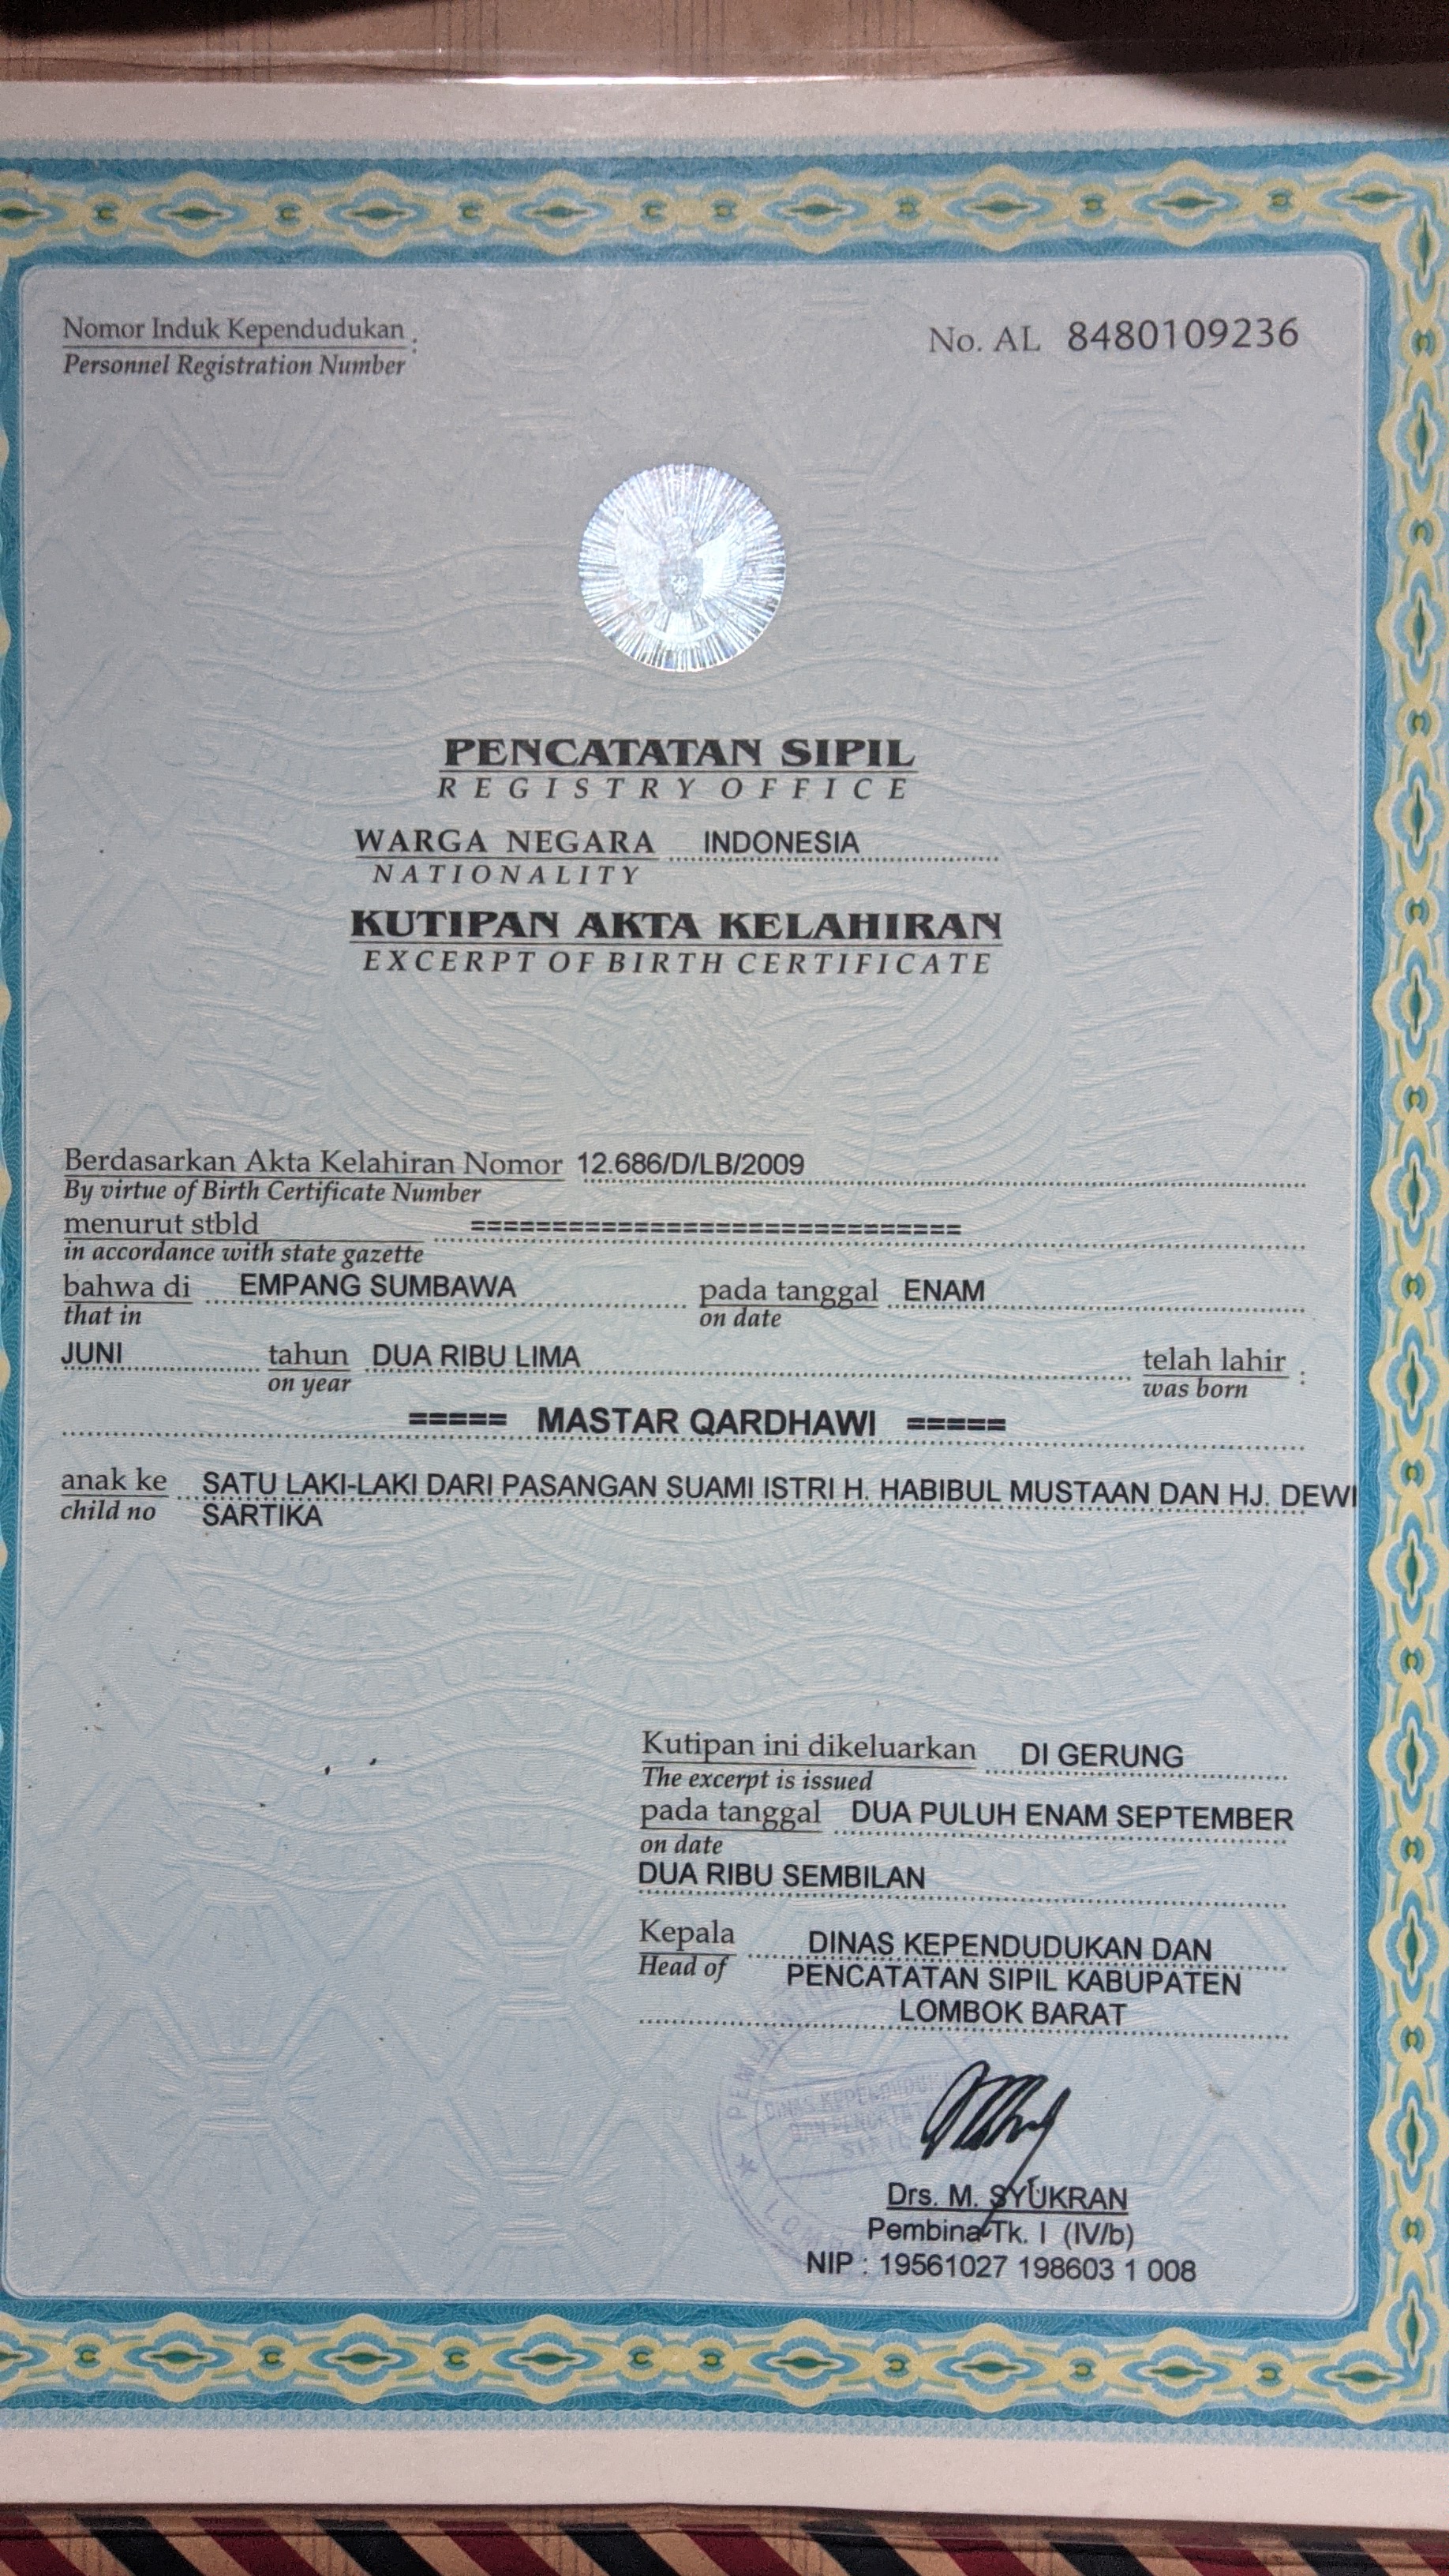 Nomor Induk Kependudukan :
Personnel Registration Number
No. AL 8480109236
PENCATATAN SIPIL
REGISTRY OFFICE
WARGA NEGARA INDONESIA
NATIONALITY
KUTIPAN AKTA KELAHIRAN
EXCERPT OF BIRTH CERTIFICATE
Berdasarkan Akta Kelahiran Nomor 12.686/D/LB/2009
By virtue of Birth Certificate Number
menurut stbld ==============================
in accordance with state gazette
bahwa di EMPANG SUMBAWA pada tanggal ENAM
that in on date
JUNI tahun DUA RIBU LIMA telah lahir :
on year was born
===== MASTAR QARDHAWI =====
anak ke SATU LAKI-LAKI DARI PASANGAN SUAMI ISTRI H. HABIBUL MUSTAAN DAN HJ. DEWI
child no SARTIKA
Kutipan ini dikeluarkan DI GERUNG
The excerpt is issued
pada tanggal DUA PULUH ENAM SEPTEMBER
on date
DUA RIBU SEMBILAN
Kepala DINAS KEPENDUDUKAN DAN
Head of PENCATATAN SIPIL KABUPATEN
LOMBOK BARAT
DINAS KEPENDUDUKAN
DAN PENCATATAN
SIPIL
Drs. M. SYUKRAN
Pembina Tk. I (IV/b)
NIP : 19561027 198603 1 008